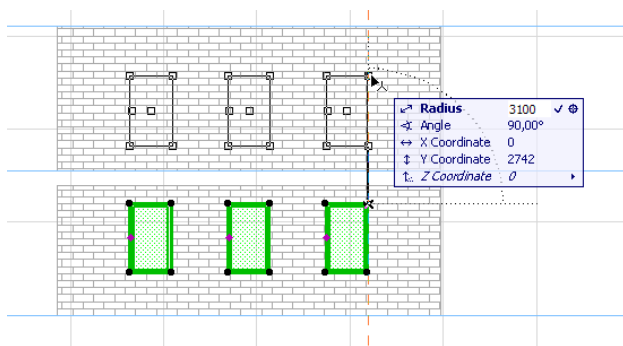 Radius 3100
Angle 90,00°
X Coordinate 0
Y Coordinate 2742
Z Coordinate 0